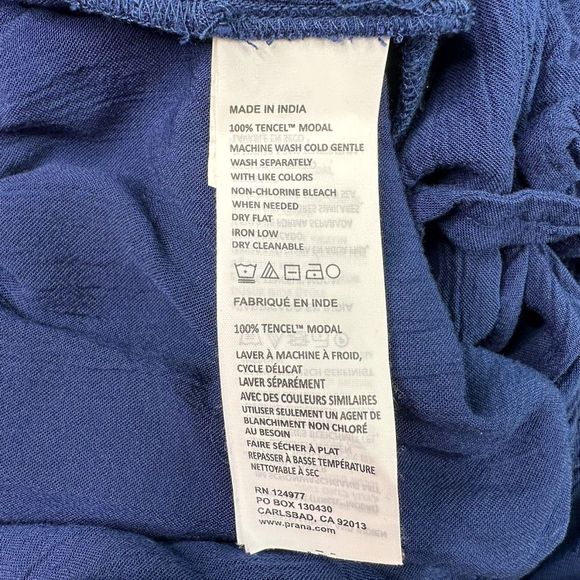 MADE IN INDIA
100% TENCEL™ MODAL
MACHINE WASH COLD GENTLE
WASH SEPARATELY
WITH LIKE COLORS
NON-CHLORINE BLEACH
WHEN NEEDED
DRY FLAT
IRON LOW
DRY CLEANABLE
FABRIQUÉ EN INDE
100% TENCEL™ MODAL
LAVER À MACHINE À FROID,
CYCLE DÉLICAT
LAVER SÉPARÉMENT
AVEC DES COULEURS SIMILAIRES
UTILISER SEULEMENT UN AGENT DE
BLANCHIMENT NON CHLORÉ
AU BESOIN
FAIRE SÉCHER À PLAT
REPASSER À BASSE TEMPÉRATURE
NETTOYABLE À SEC
RN 124977
PO BOX 130430
CARLSBAD, CA 92013
www.prana.com